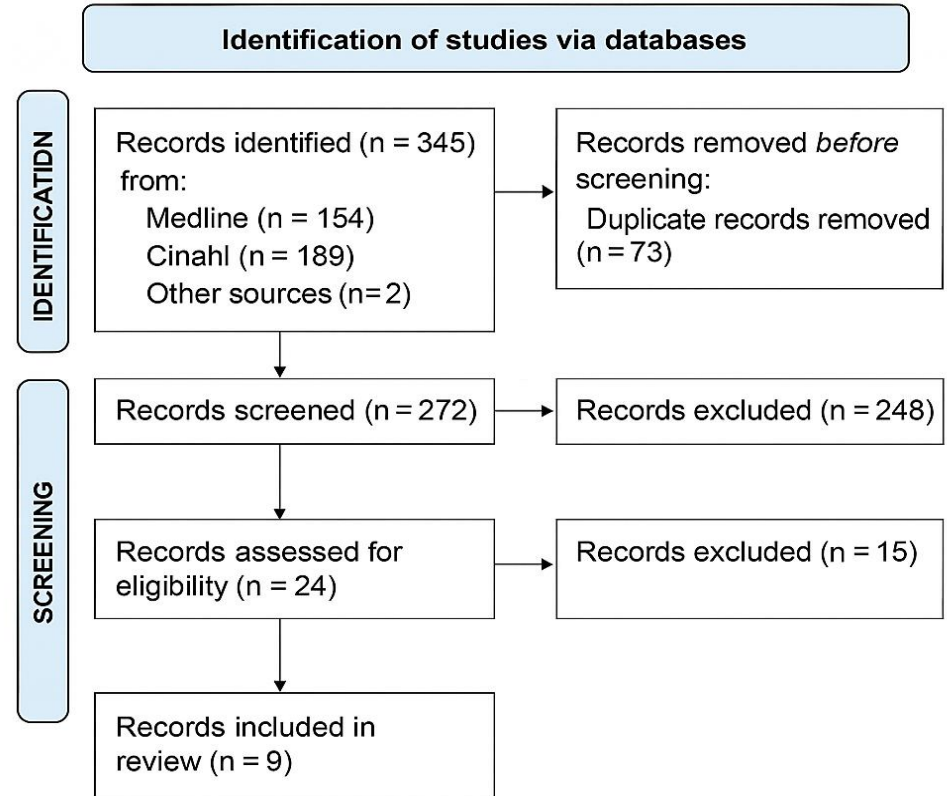 Identification of studies via databases
IDENTIFICATIDN
Records identified (n = 345)
from:
Medline (n = 154)
Cinahl (n = 189)
Other sources (n= 2)
Records removed before
screening:
Duplicate records removed
(n = 73)
SCREENING
Records screened (n = 272)
Records excluded (n = 248)
Records assessed for
eligibility (n = 24)
Records excluded (n = 15)
Records included in
review (n = 9)